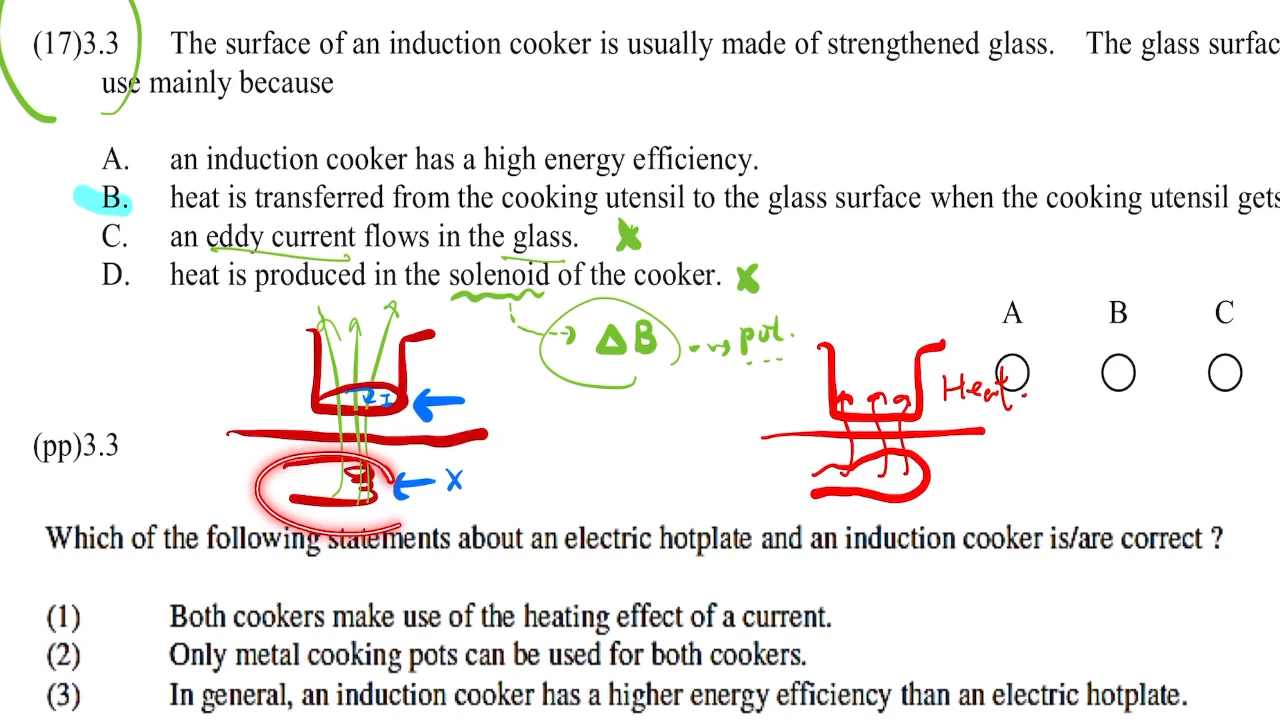 (17)3.3 The surface of an induction cooker is usually made of strengthened glass. The glass surfac
use mainly because
A. an induction cooker has a high energy efficiency.
B. heat is transferred from the cooking utensil to the glass surface when the cooking utensil gets
C. an eddy current flows in the glass. X
D. heat is produced in the solenoid of the cooker. X
A B C
ΔB → pot.
I
Heat.
(pp)3.3
X
Which of the following statements about an electric hotplate and an induction cooker is/are correct ?
(1) Both cookers make use of the heating effect of a current.
(2) Only metal cooking pots can be used for both cookers.
(3) In general, an induction cooker has a higher energy efficiency than an electric hotplate.